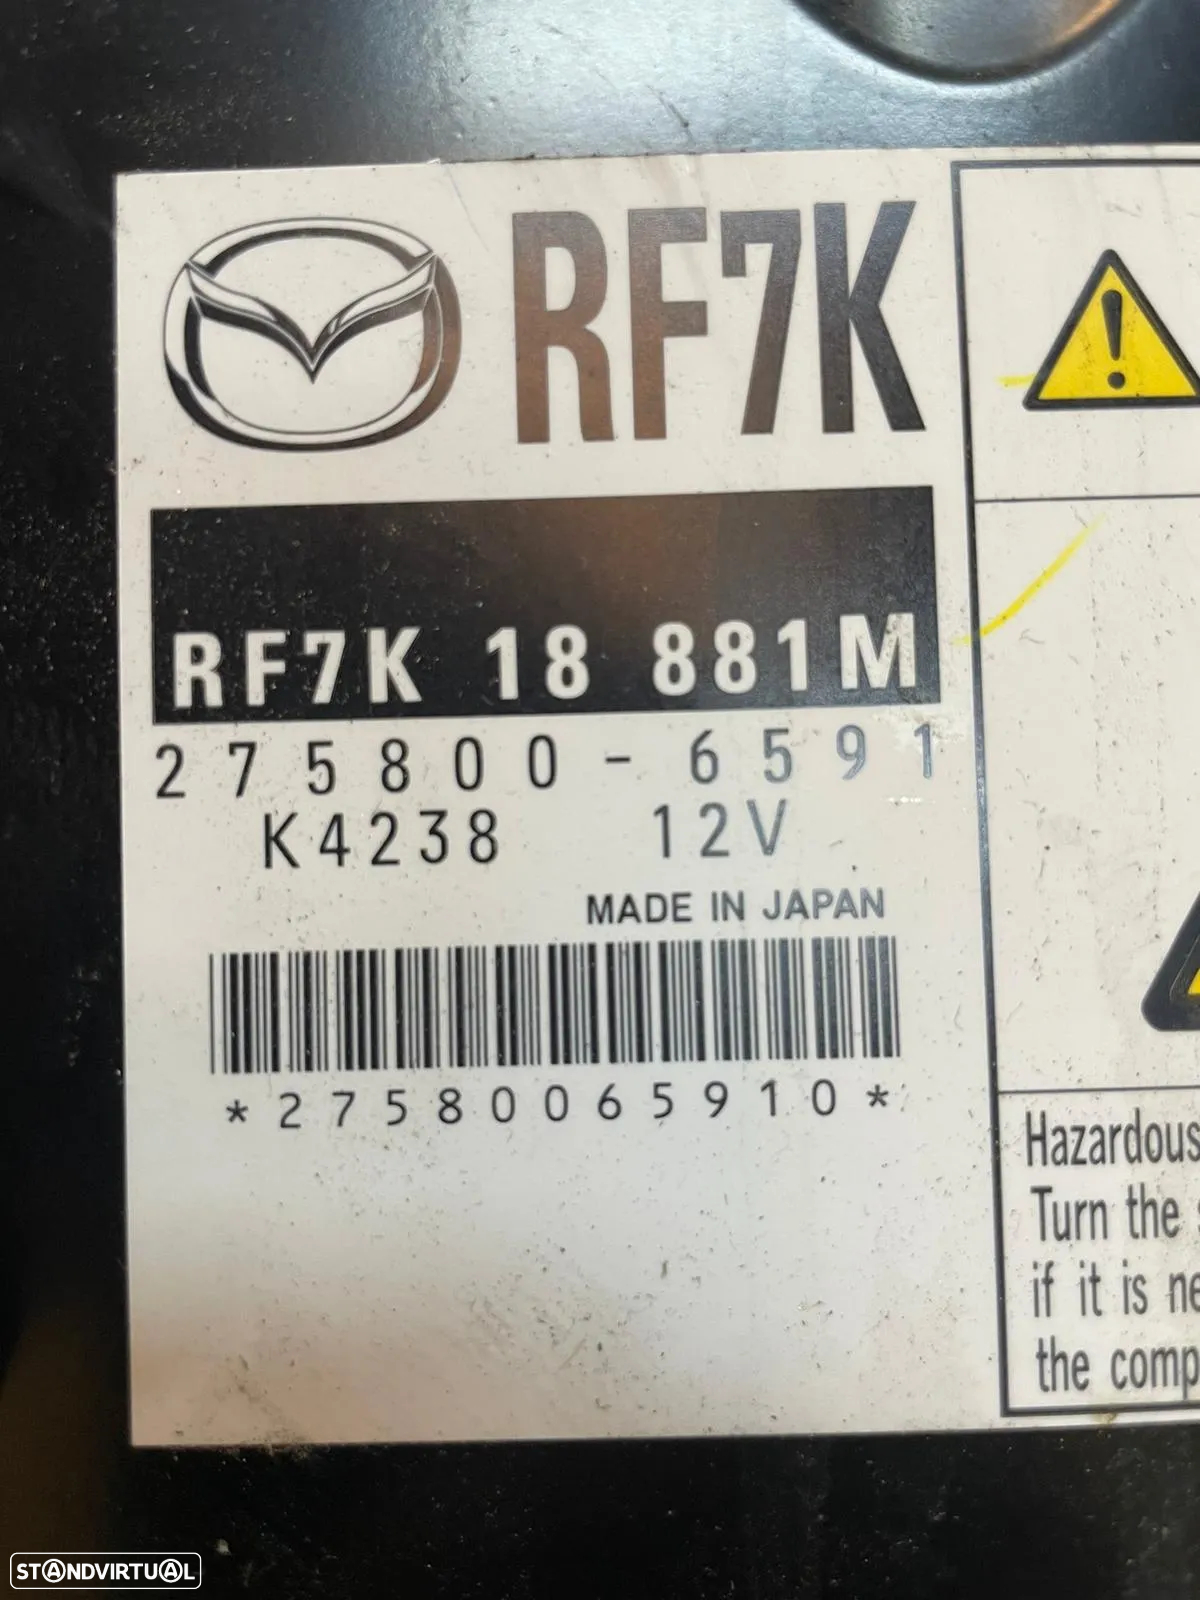 RF7K
RF7K 18 881M
275800-6591
K4238 12V
MADE IN JAPAN
*27580065910*
Hazardous
Turn the
if it is
the
STANDVIRTUAL